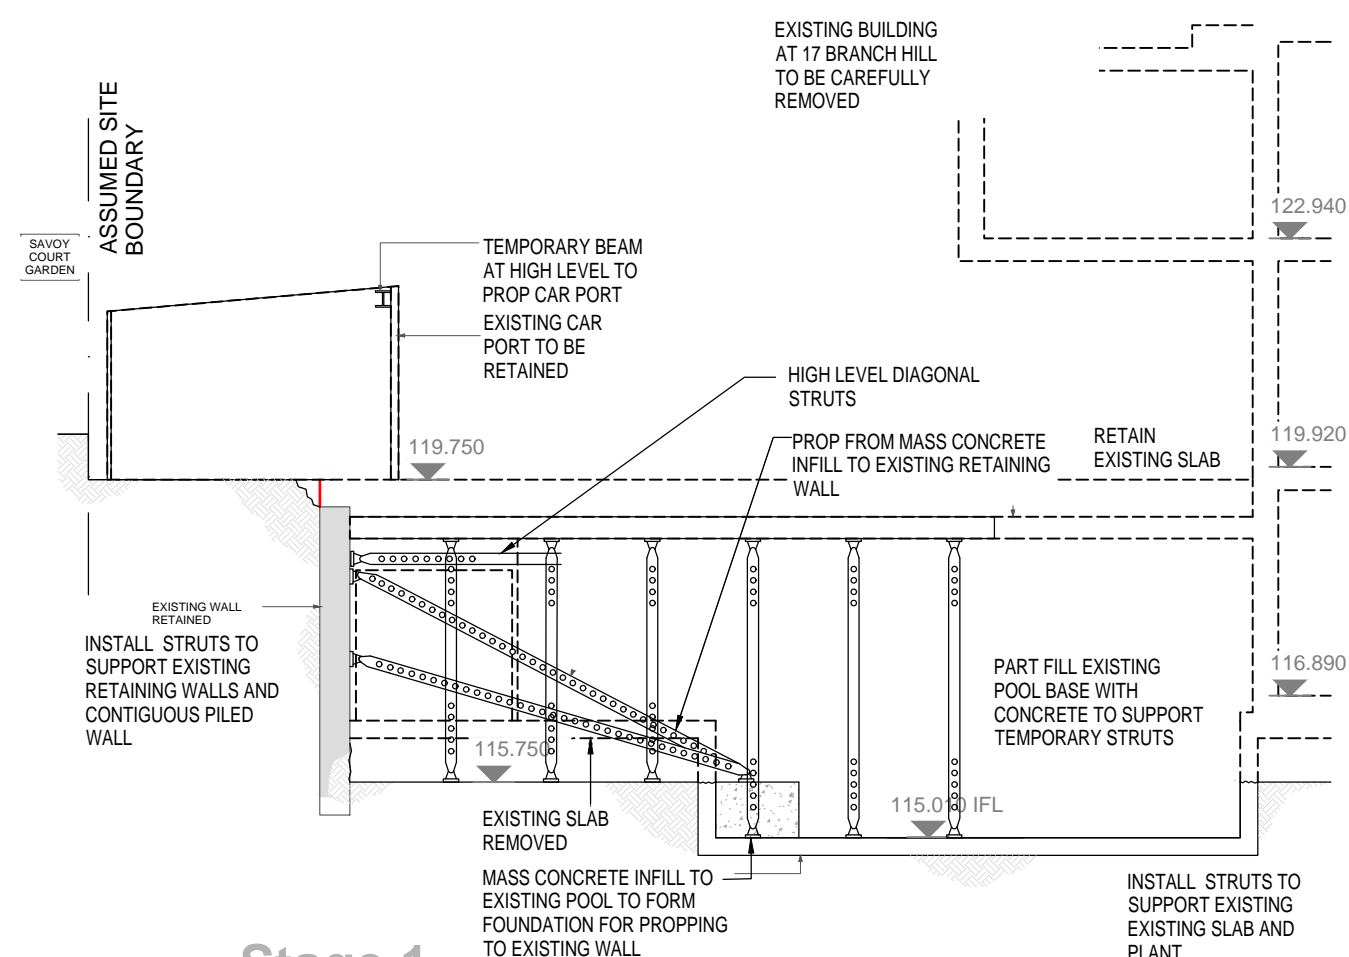 EXISTING BUILDING
AT 17 BRANCH HILL
TO BE CAREFULLY
REMOVED
ASSUMED SITE
BOUNDARY
SAVOY
COURT
GARDEN
122.940
TEMPORARY BEAM
AT HIGH LEVEL TO
PROP CAR PORT
EXISTING CAR
PORT TO BE
RETAINED
HIGH LEVEL DIAGONAL
STRUTS
119.750
PROP FROM MASS CONCRETE
INFILL TO EXISTING RETAINING
WALL
RETAIN
EXISTING SLAB
119.920
EXISTING WALL
RETAINED
INSTALL STRUTS TO
SUPPORT EXISTING
RETAINING WALLS AND
CONTIGUOUS PILED
WALL
PART FILL EXISTING
POOL BASE WITH
CONCRETE TO SUPPORT
TEMPORARY STRUTS
116.890
115.750
115.010 IFL
EXISTING SLAB
REMOVED
MASS CONCRETE INFILL TO
EXISTING POOL TO FORM
FOUNDATION FOR PROPPING
TO EXISTING WALL
INSTALL STRUTS TO
SUPPORT EXISTING
EXISTING SLAB AND
PLANT
Stage 1